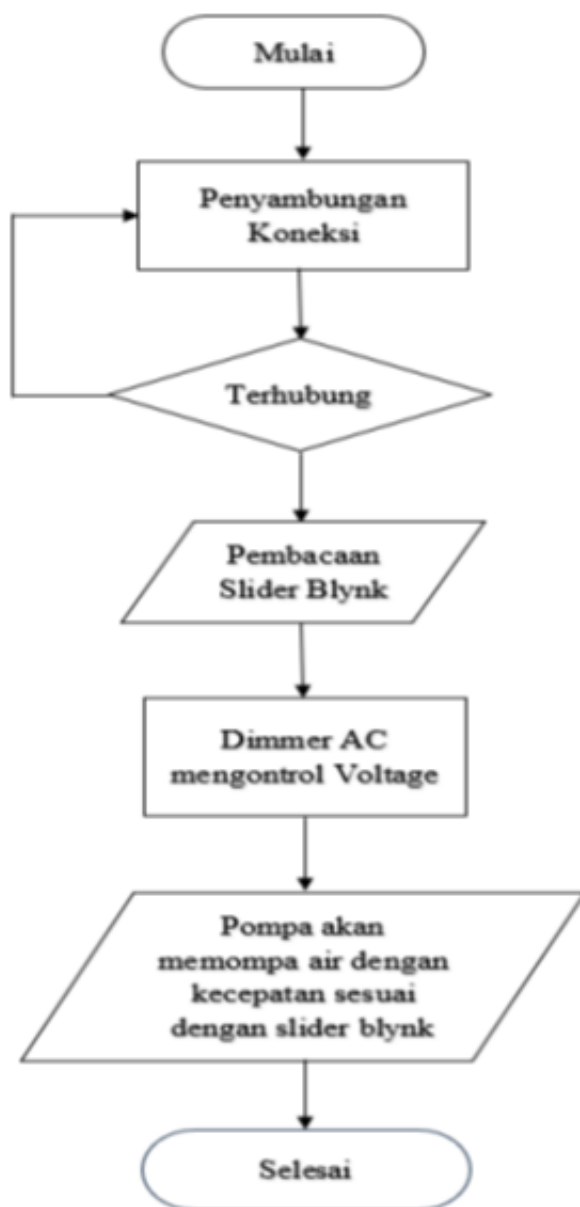 Mulai
Penyambungan
Koneksi
Terhubung
Pembacaan
Slider Blynk
Dimmer AC
mengontrol Voltage
Pompa akan
memompa air dengan
kecepatan sesuai
dengan slider blynk
Selesai